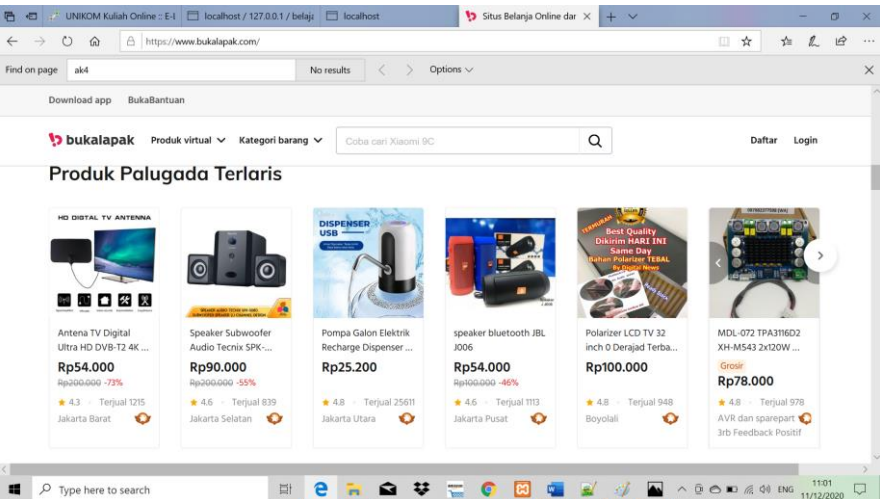 UNIKOM Kuliah Online :: E-l
localhost / 127.0.0.1 / belaja
localhost
Situs Belanja Online dar
https://www.bukalapak.com/
Find on page
ak4
No results
Options
Download app
BukaBantuan
bukalapak
Produk virtual
Kategori barang
Coba cari Xiaomi 9C
Daftar
Login
Produk Palugada Terlaris
HD DIGITAL TV ANTENNA
Antena TV Digital
Ultra HD DVB-T2 4K ...
Rp54.000
Rp200.000 -73%
4.3 · Terjual 1215
Jakarta Barat
Speaker Subwoofer
Audio Tecnix SPK-...
Rp90.000
Rp200.000 -55%
4.6 · Terjual 839
Jakarta Selatan
DISPENSER
USB
Pompa Galon Elektrik
Recharge Dispenser ...
Rp25.200
4.8 · Terjual 25611
Jakarta Utara
speaker bluetooth JBL
J006
Rp54.000
Rp100.000 -46%
4.6 · Terjual 1113
Jakarta Pusat
TERMURAH
Best Quality
Dikirim HARI INI
Same Day
Bahan Polarizer TEBAL
By Digital News
Polarizer LCD TV 32
inch 0 Derajad Terba...
Rp100.000
4.8 · Terjual 948
Boyolali
MDL-072 TPA3116D2
XH-M543 2x120W ...
Grosir
Rp78.000
4.8 · Terjual 978
AVR dan sparepart
3rb Feedback Positif
Type here to search
ENG
11:01
11/12/2020